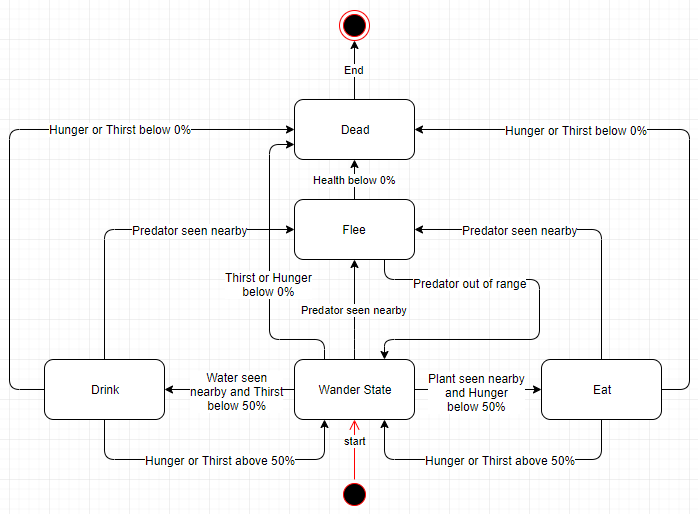 End
Hunger or Thirst below 0%
Dead
Hunger or Thirst below 0%
Health below 0%
Predator seen nearby
Flee
Predator seen nearby
Thirst or Hunger
below 0%
Predator out of range
Predator seen nearby
Drink
Water seen
nearby and Thirst
below 50%
Wander State
Plant seen nearby
and Hunger
below 50%
Eat
start
Hunger or Thirst above 50%
Hunger or Thirst above 50%